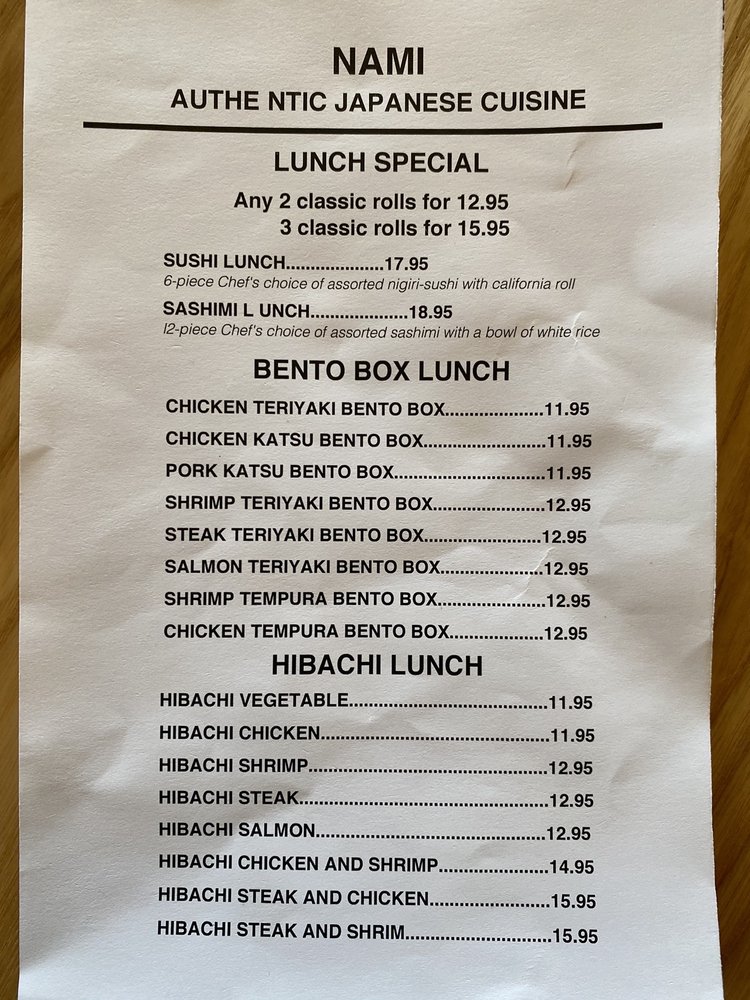 NAMI
AUTHE NTIC JAPANESE CUISINE
LUNCH SPECIAL
Any 2 classic rolls for 12.95
3 classic rolls for 15.95
SUSHI LUNCH.....................17.95
6-piece Chef's choice of assorted nigiri-sushi with california roll
SASHIMI L UNCH.....................18.95
I2-piece Chef's choice of assorted sashimi with a bowl of white rice
BENTO BOX LUNCH
CHICKEN TERIYAKI BENTO BOX.....................11.95
CHICKEN KATSU BENTO BOX....................................11.95
PORK KATSU BENTO BOX................................11.95
SHRIMP TERIYAKI BENTO BOX........................12.95
STEAK TERIYAKI BENTO BOX.........................12.95
SALMON TERIYAKI BENTO BOX......................12.95
SHRIMP TEMPURA BENTO BOX.......................12.95
CHICKEN TEMPURA BENTO BOX....................12.95
HIBACHI LUNCH
HIBACHI VEGETABLE..........................................11.95
HIBACHI CHICKEN.................................................11.95
HIBACHI SHRIMP...................................................12.95
HIBACHI STEAK.....................................................12.95
HIBACHI SALMON.................................................12.95
HIBACHI CHICKEN AND SHRIMP.......................14.95
HIBACHI STEAK AND CHICKEN..........................15.95
HIBACHI STEAK AND SHRIM...............................15.95